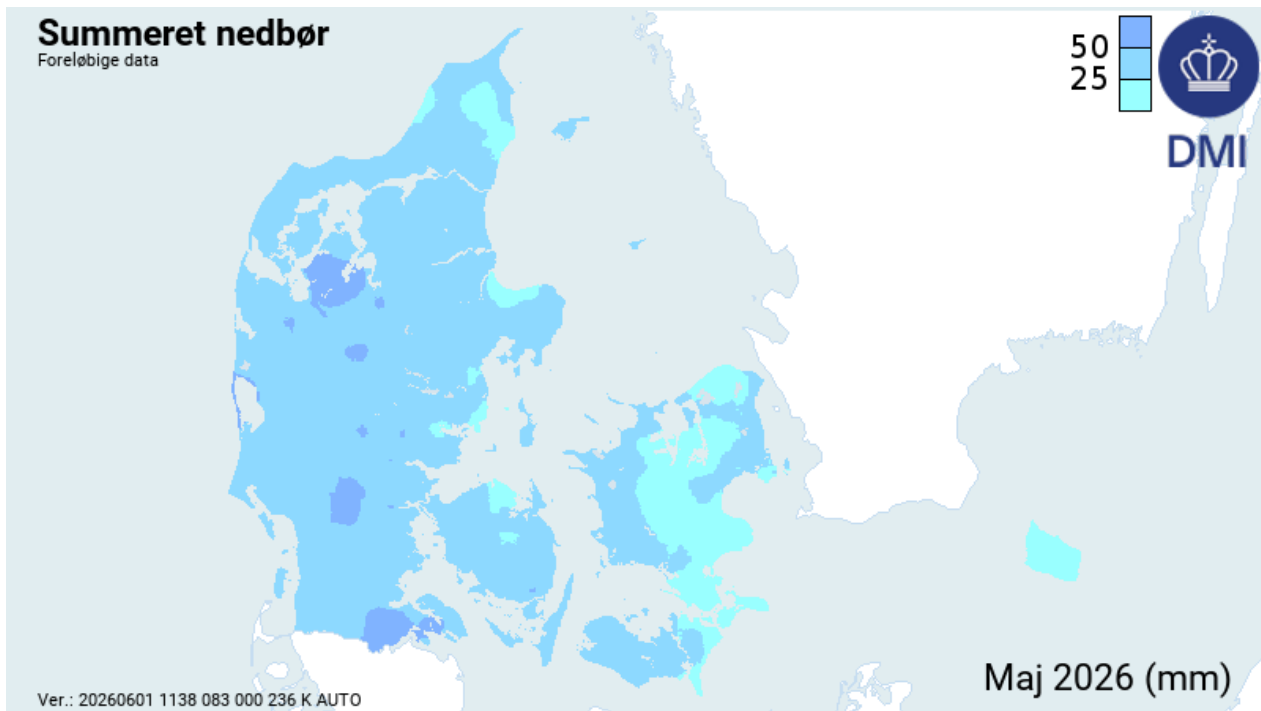 Summeret nedbør
Foreløbige data
50
25
DMI
Maj 2026 (mm)
Ver.: 20260601 1138 083 000 236 K AUTO